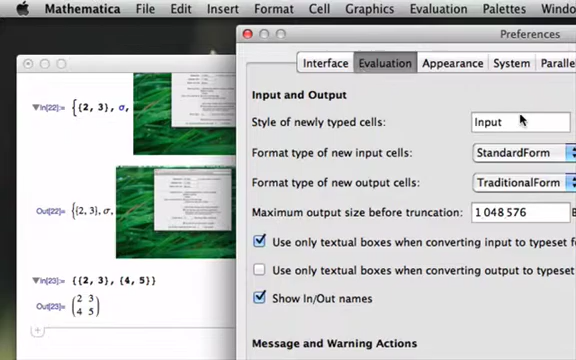 Mathematica File Edit Insert Format Cell Graphics Evaluation Palettes Windo
Preferences
Interface Evaluation Appearance System Paralle
Input and Output
Style of newly typed cells: Input
Format type of new input cells: StandardForm
Format type of new output cells: TraditionalForm
Maximum output size before truncation: 1 048 576
Use only textual boxes when converting input to typeset fo
Use only textual boxes when converting output to typeset
Show In/Out names
Message and Warning Actions
In[22]:= {{2, 3}, σ,
Out[22]= {{2, 3}, σ,
In[23]:= {{2, 3}, {4, 5}}
Out[23]= (2 3
4 5)